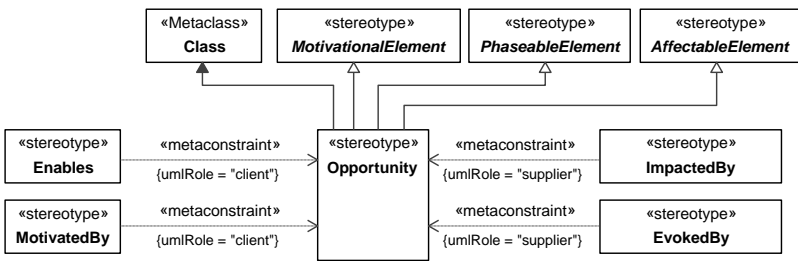 «Metaclass»
Class
«stereotype»
MotivationalElement
«stereotype»
PhaseableElement
«stereotype»
AffectableElement
«stereotype»
Enables
«metaconstraint»
{umlRole = "client"}
«stereotype»
Opportunity
«metaconstraint»
{umlRole = "supplier"}
«stereotype»
ImpactedBy
«stereotype»
MotivatedBy
«metaconstraint»
{umlRole = "client"}
«metaconstraint»
{umlRole = "supplier"}
«stereotype»
EvokedBy